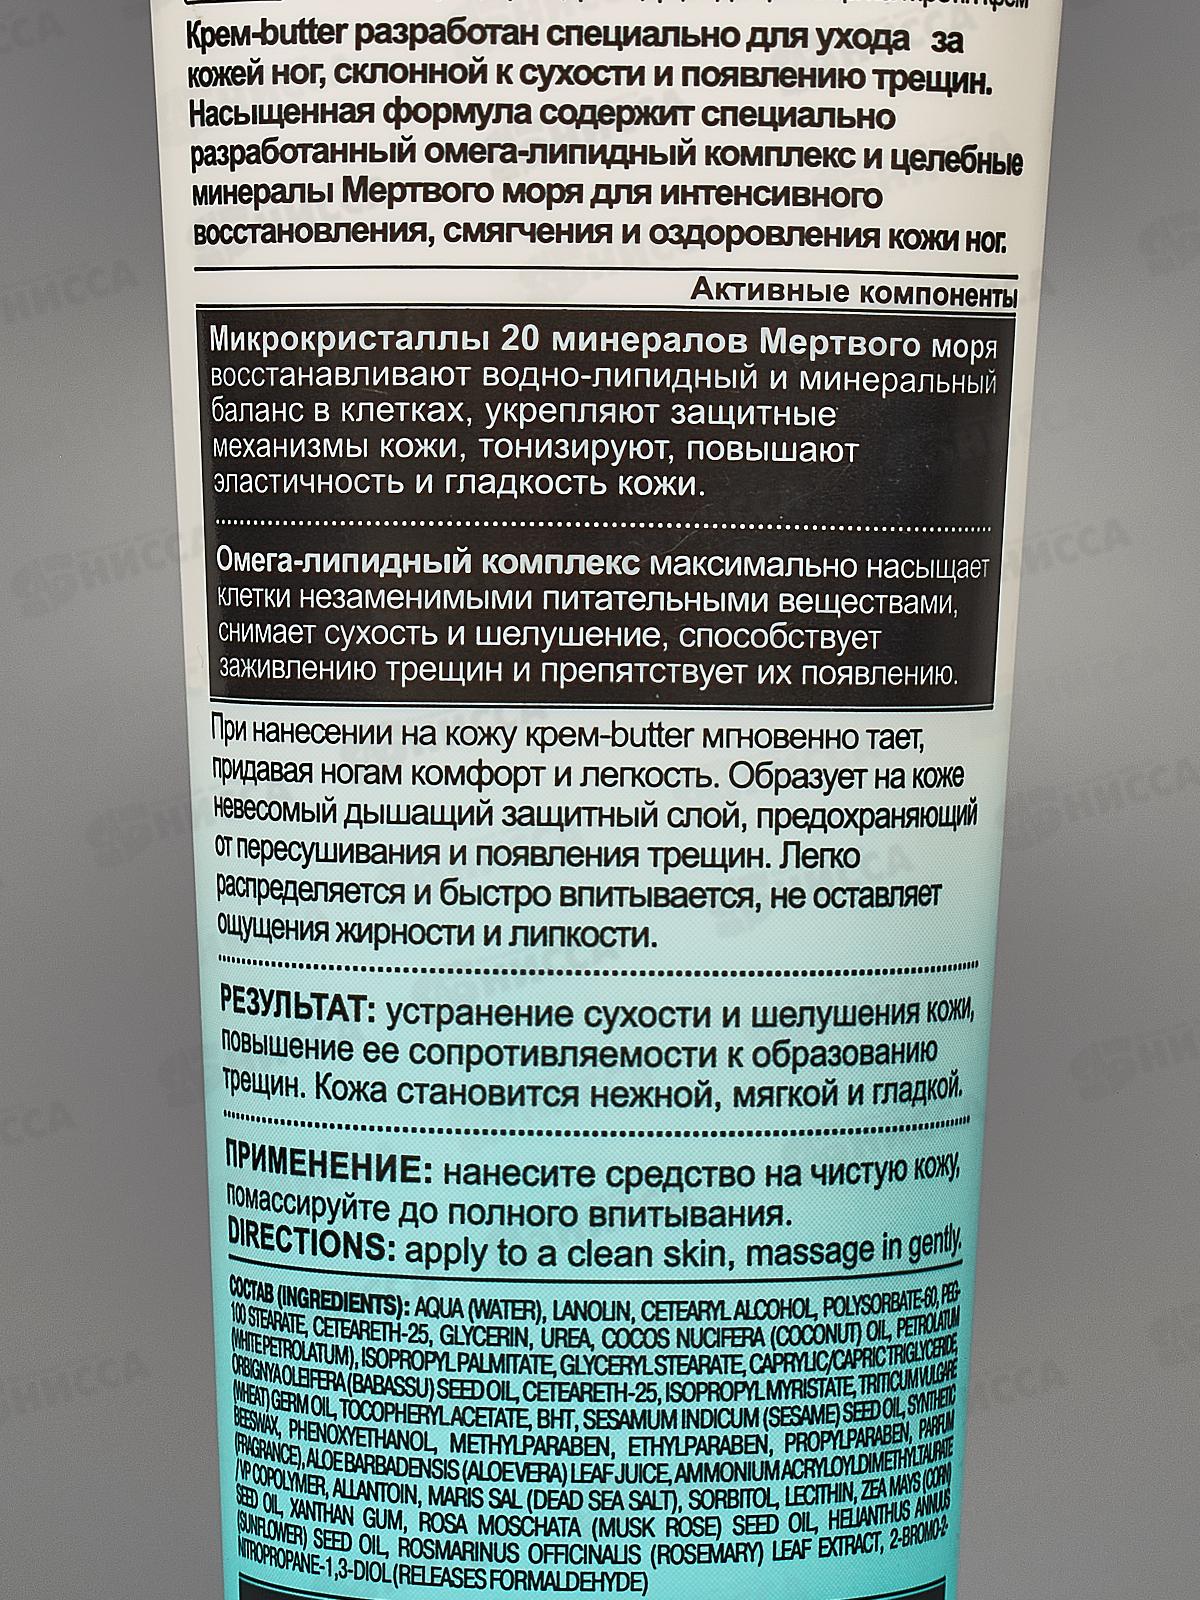 Крем-butter разработан специально для ухода за
кожей ног, склонной к сухости и появлению трещин.
Насыщенная формула содержит специально
разработанный омега-липидный комплекс и целебные
минералы Мертвого моря для интенсивного
восстановления, смягчения и оздоровления кожи ног.
Активные компоненты
Микрокристаллы 20 минералов Мертвого моря
восстанавливают водно-липидный и минеральный
баланс в клетках, укрепляют защитные
механизмы кожи, тонизируют, повышают
эластичность и гладкость кожи.
Омега-липидный комплекс максимально насыщает
клетки незаменимыми питательными веществами,
снимает сухость и шелушение, способствует
заживлению трещин и препятствует их появлению.
При нанесении на кожу крем-butter мгновенно тает,
придавая ногам комфорт и легкость. Образует на коже
невесомый дышащий защитный слой, предохраняющий
от пересушивания и появления трещин. Легко
распределяется и быстро впитывается, не оставляет
ощущения жирности и липкости.
РЕЗУЛЬТАТ: устранение сухости и шелушения кожи,
повышение ее сопротивляемости к образованию
трещин. Кожа становится нежной, мягкой и гладкой.
ПРИМЕНЕНИЕ: нанесите средство на чистую кожу,
помассируйте до полного впитывания.
DIRECTIONS: apply to a clean skin, massage in gently.
СОСТАВ (INGREDIENTS): AQUA (WATER), LANOLIN, CETEARYL ALCOHOL, POLYSORBATE-60, PEG-
100 STEARATE, CETEARETH-25, GLYCERIN, UREA, COCOS NUCIFERA (COCONUT) OIL, PETROLATUM
(WHITE PETROLATUM), ISOPROPYL PALMITATE, GLYCERYL STEARATE, CAPRYLIC/CAPRIC TRIGLYCERIDE,
ORBIGNYA OLEIFERA (BABASSU) SEED OIL, CETEARETH-25, ISOPROPYL MYRISTATE, TRITICUM VULGARE
(WHEAT) GERM OIL, TOCOPHERYL ACETATE, BHT, SESAMUM INDICUM (SESAME) SEED OIL, SYNTHETIC
BEESWAX, PHENOXYETHANOL, METHYLPARABEN, ETHYLPARABEN, PROPYLPARABEN, PARFUM
(FRAGRANCE), ALOE BARBADENSIS (ALOE VERA) LEAF JUICE, AMMONIUM ACRYLOYLDIMETHYLTAURATE
/VP COPOLYMER, ALLANTOIN, MARIS SAL (DEAD SEA SALT), SORBITOL, LECITHIN, ZEA MAYS (CORN)
SEED OIL, XANTHAN GUM, ROSA MOSCHATA (MUSK ROSE) SEED OIL, HELIANTHUS ANNUS
(SUNFLOWER) SEED OIL, ROSMARINUS OFFICINALIS (ROSEMARY) LEAF EXTRACT, 2-BROMO-2-
NITROPROPANE-1,3-DIOL (RELEASES FORMALDEHYDE)